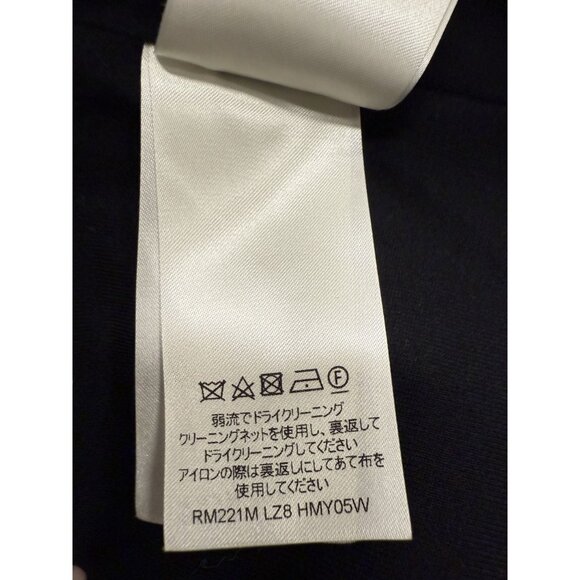 F
弱流でドライクリーニング
クリーニングネットを使用し、裏返して
ドライクリーニングしてください
アイロンの際は裏返しにしてあて布を
使用してください
RM221M LZ8 HMY05W